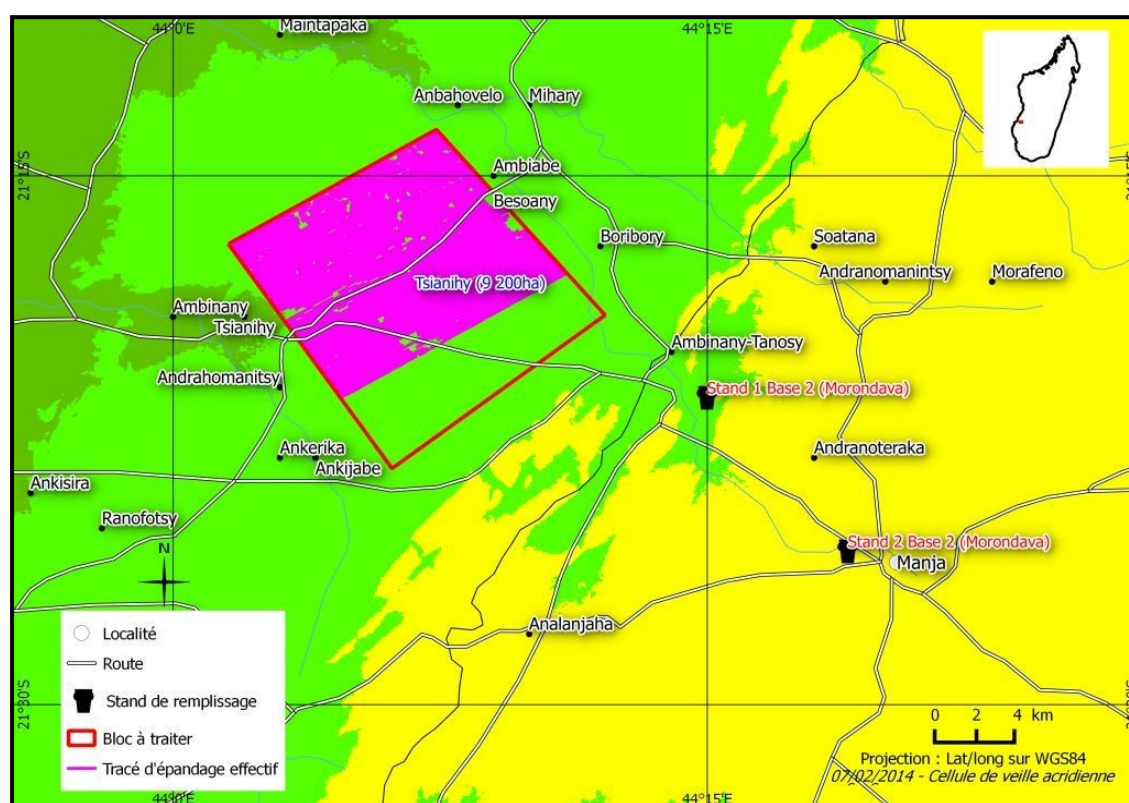 44°0'E
44°15'E
Maintapaka
Anbahovelo
Mihary
21°15'S
21°15'S
Ambiabe
Besoany
Boribory
Soatana
Andranomanintsy
Morafeno
Tsianihy (9 200ha)
Ambinany
Tsianihy
Ambinany-Tanosy
Andrahomanitsy
Stand 1 Base 2 (Morondava)
Ankerika
Ankijabe
Andranoteraka
Ankisira
Ranofotsy
N
Stand 2 Base 2 (Morondava)
Manja
Analanjaha
Localité
Route
Stand de remplissage
Bloc à traiter
Tracé d'épandage effectif
21°30'S
0 2 4 km
Projection : Lat/long sur WGS84
07/02/2014 - Cellule de veille acridienne
44°0'E
44°15'E